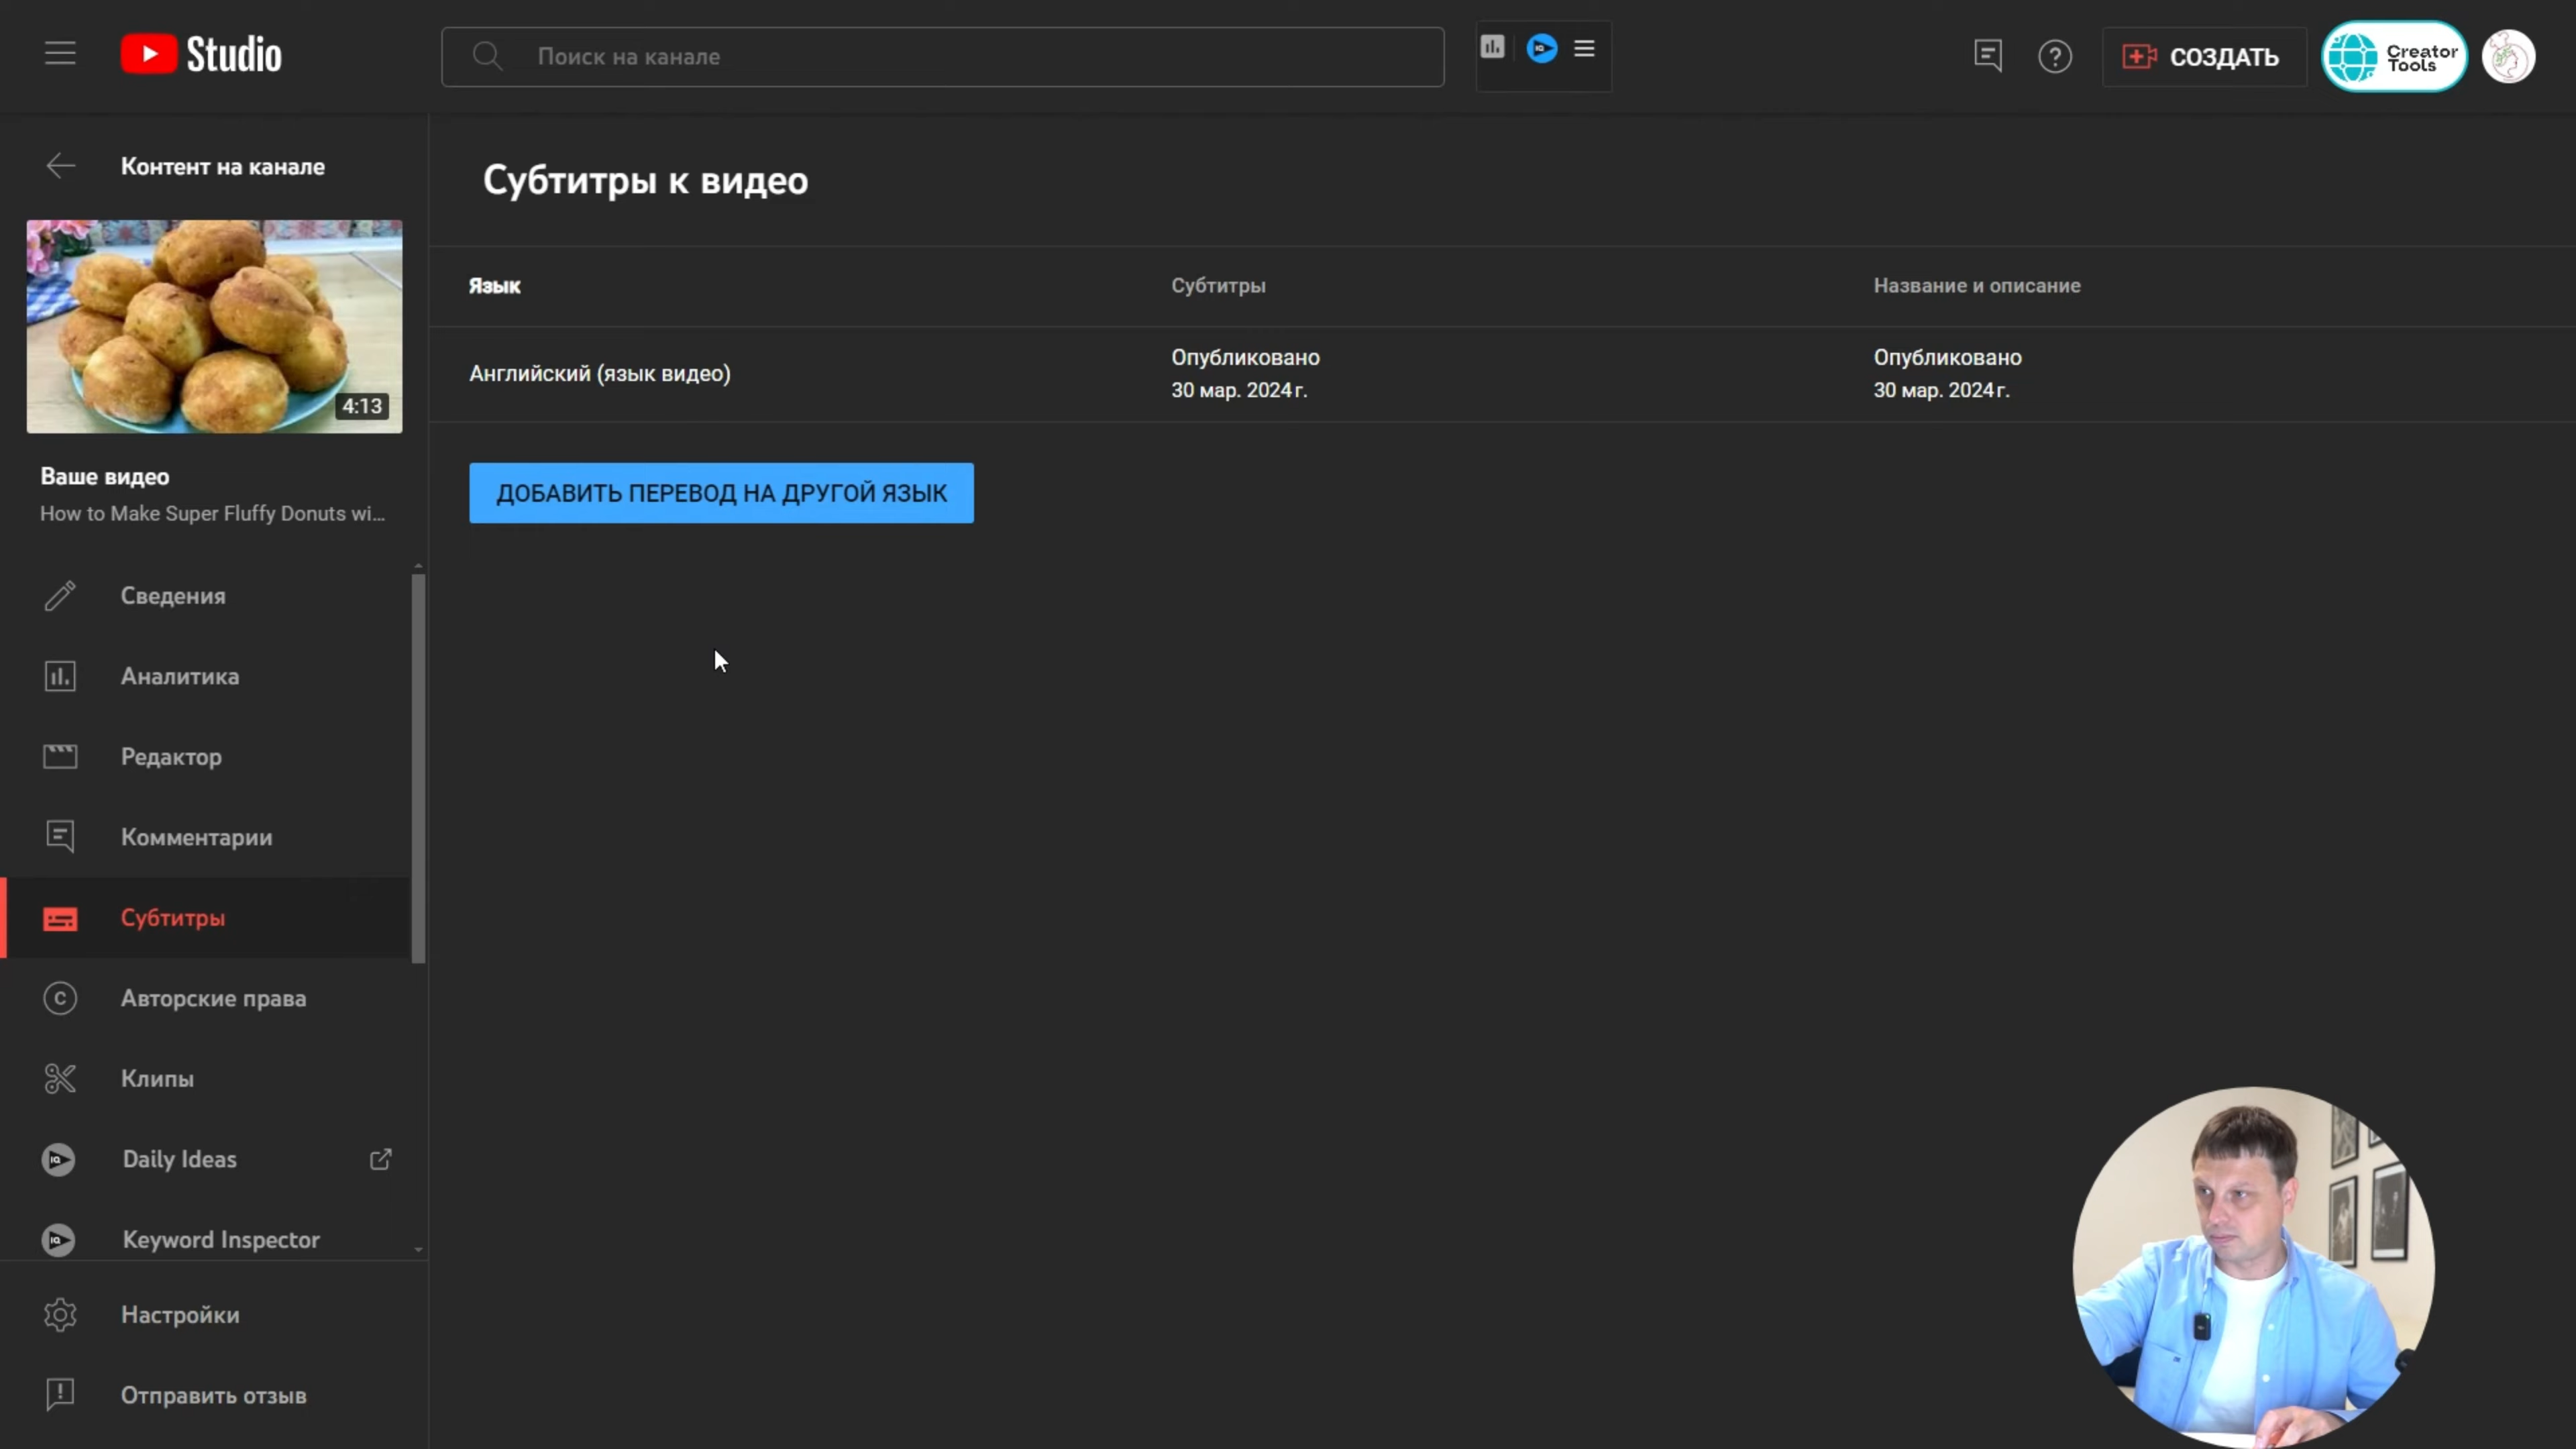 Studio
Поиск на канале
СОЗДАТЬ
Creator
Tools
Контент на канале
4:13
Ваше видео
How to Make Super Fluffy Donuts wi...
Сведения
Аналитика
Редактор
Комментарии
Субтитры
Авторские права
Клипы
Daily Ideas
Keyword Inspector
Настройки
Отправить отзыв
Субтитры к видео
Язык
Субтитры
Название и описание
Английский (язык видео)
Опубликовано
30 мар. 2024 г.
Опубликовано
30 мар. 2024 г.
ДОБАВИТЬ ПЕРЕВОД НА ДРУГОЙ ЯЗЫК